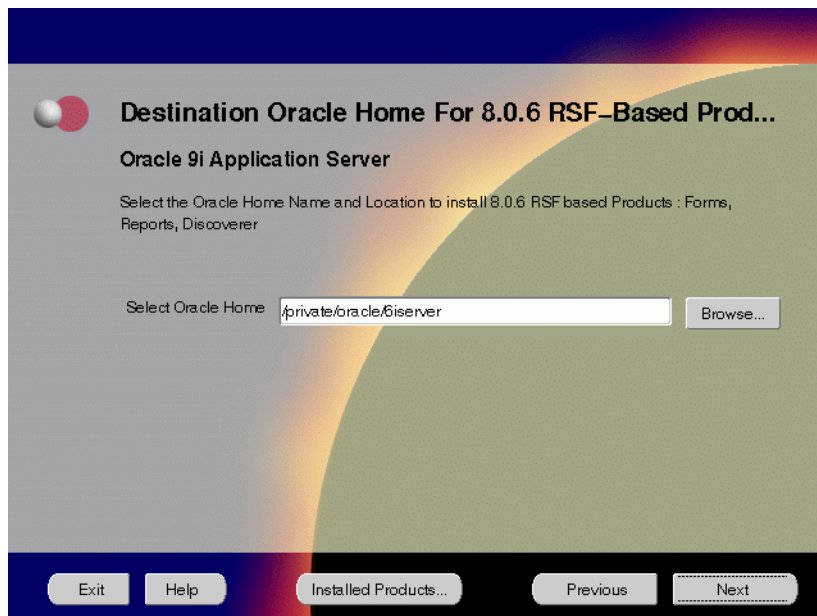 Destination Oracle Home For 8.0.6 RSF-Based Prod...
Oracle 9i Application Server
Select the Oracle Home Name and Location to install 8.0.6 RSF based Products : Forms,
Reports, Discoverer
Select Oracle Home /private/oracle/6iserver Browse...
Exit Help Installed Products... Previous Next